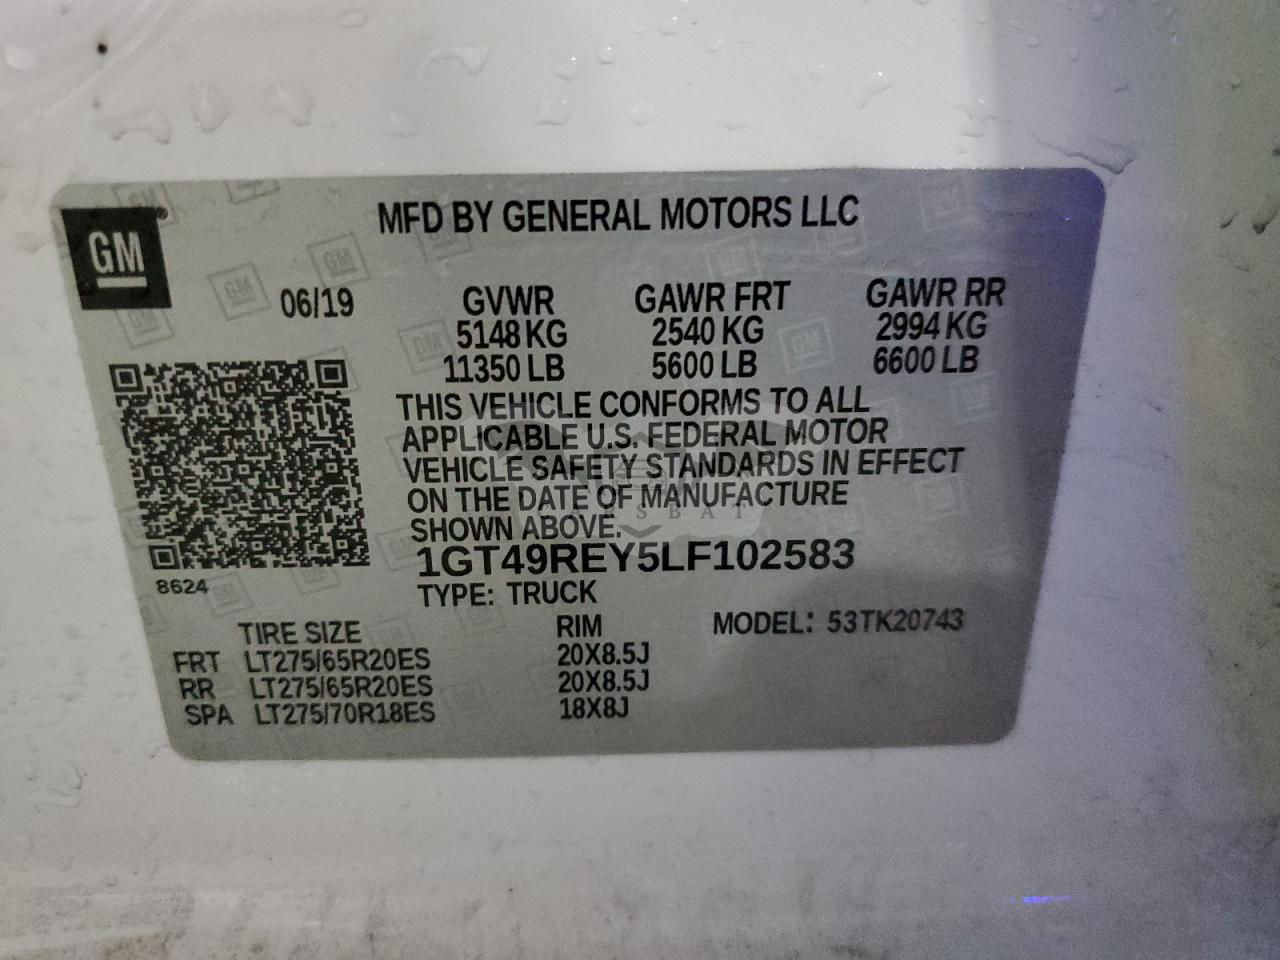 GM
MFD BY GENERAL MOTORS LLC
06/19 GVWR GAWR FRT GAWR RR
5148 KG 2540 KG 2994 KG
11350 LB 5600 LB 6600 LB
THIS VEHICLE CONFORMS TO ALL
APPLICABLE U.S. FEDERAL MOTOR
VEHICLE SAFETY STANDARDS IN EFFECT
ON THE DATE OF MANUFACTURE
SHOWN ABOVE.
1GT49REY5LF102583
8624
TYPE: TRUCK
TIRE SIZE RIM MODEL: 53TK20743
FRT LT275/65R20ES 20X8.5J
RR LT275/65R20ES 20X8.5J
SPA LT275/70R18ES 18X8J